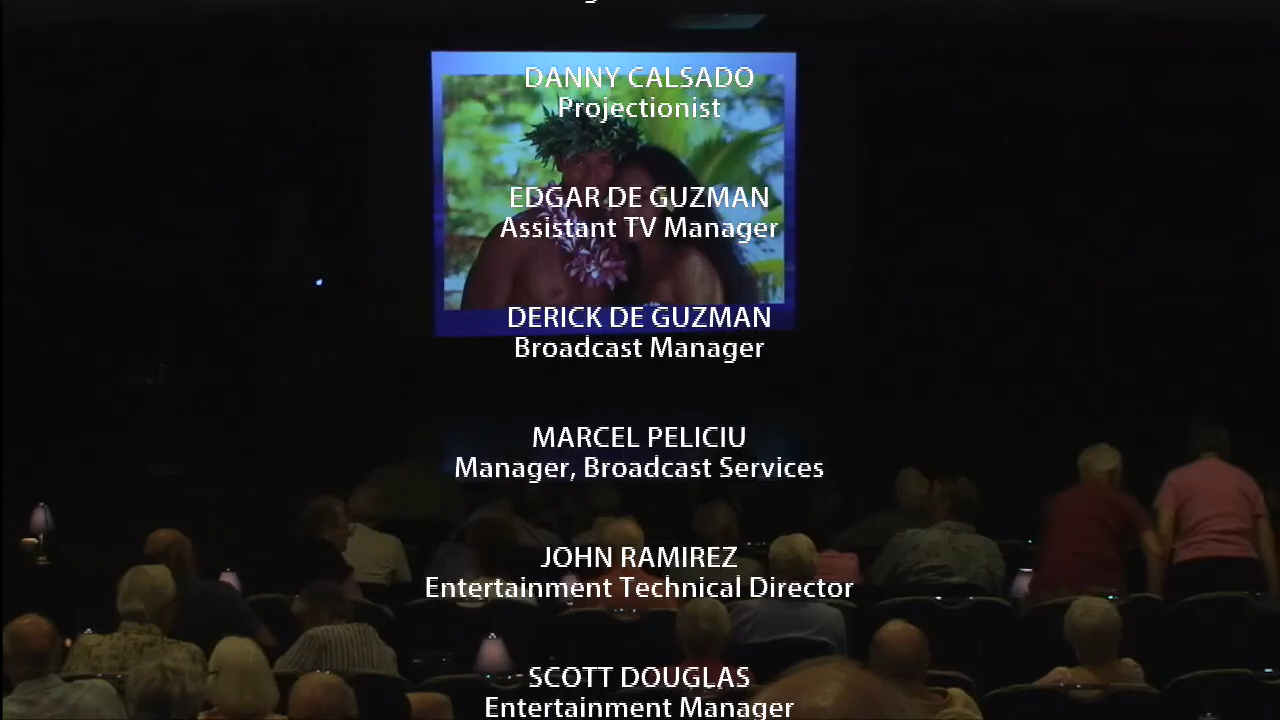 DANNY CALSADO
Projectionist
EDGAR DE GUZMAN
Assistant TV Manager
DERICK DE GUZMAN
Broadcast Manager
MARCEL PELICIU
Manager, Broadcast Services
JOHN RAMIREZ
Entertainment Technical Director
SCOTT DOUGLAS
Entertainment Manager